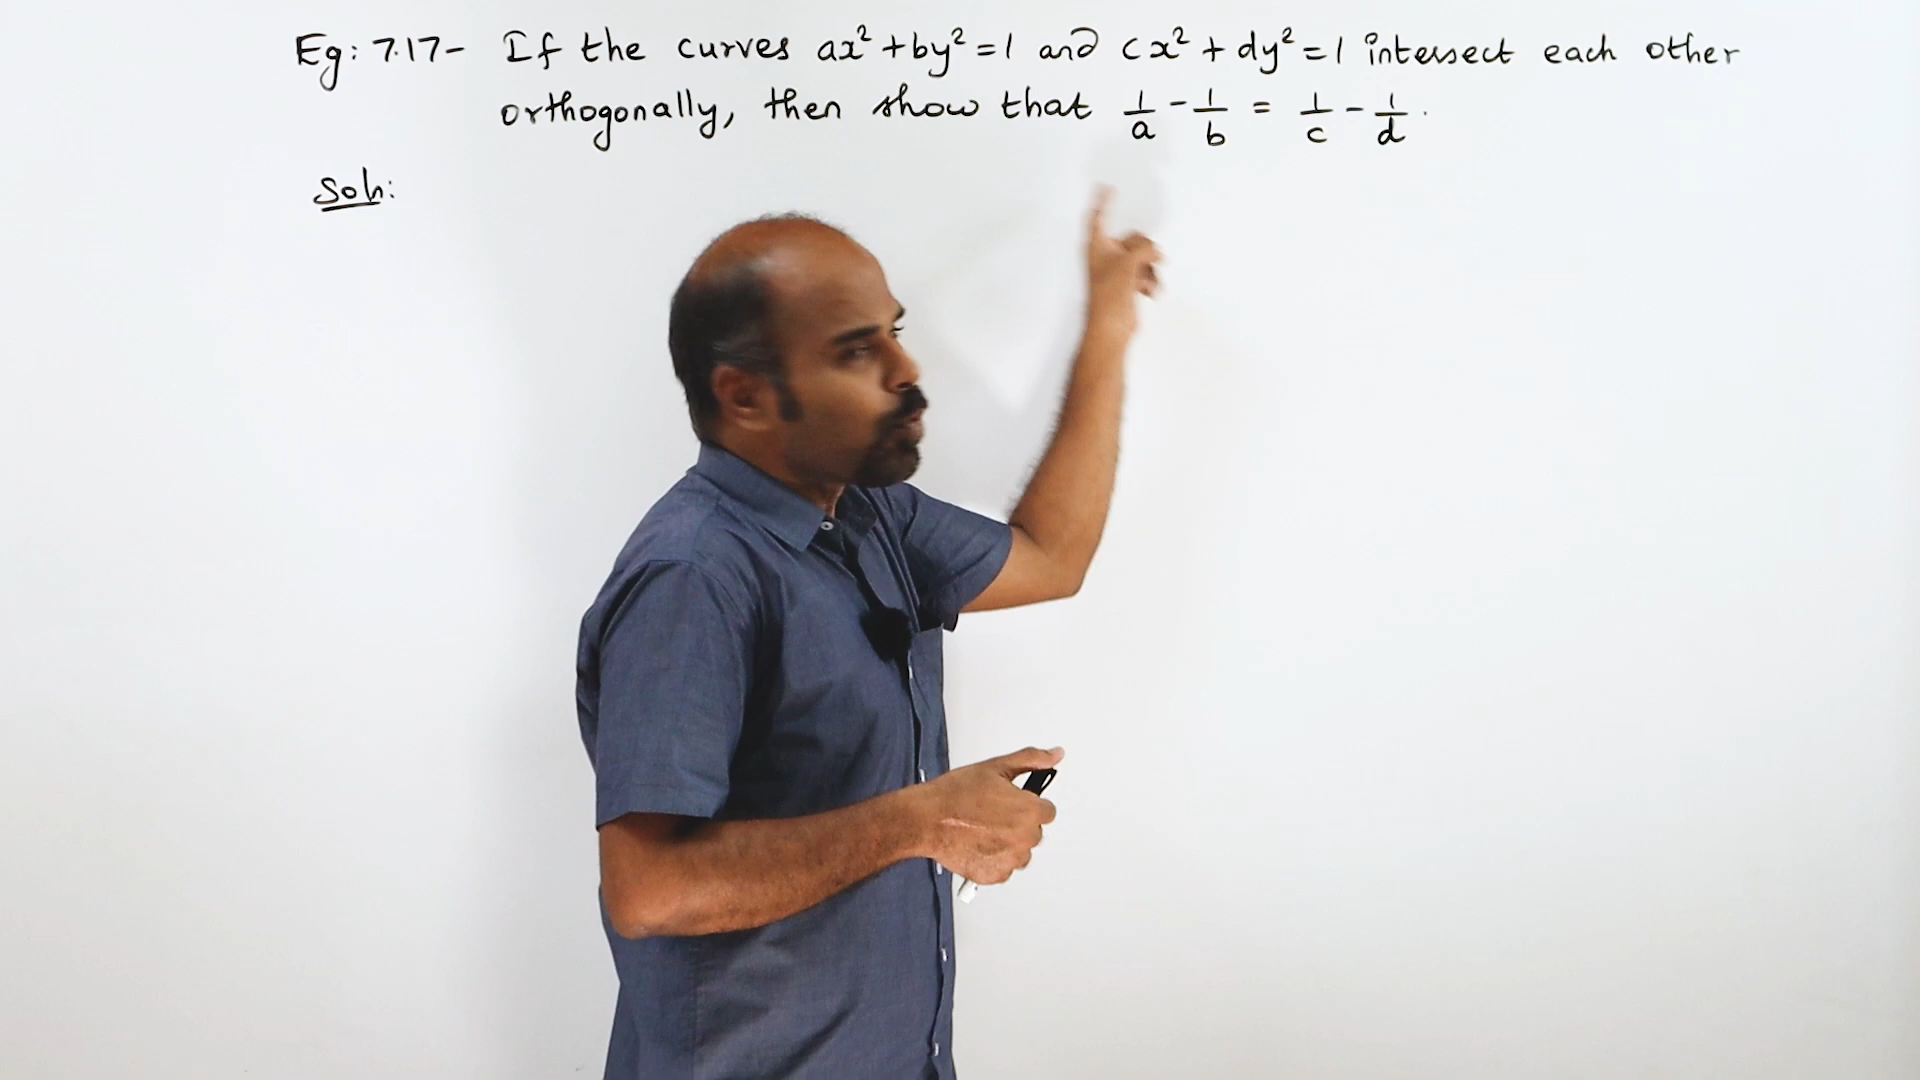 Eg: 7.17- If the curves ax²+by²=1 and cx²+dy²=1 intersect each other
orthogonally, then show that 1/a - 1/b = 1/c - 1/d.
Soln: